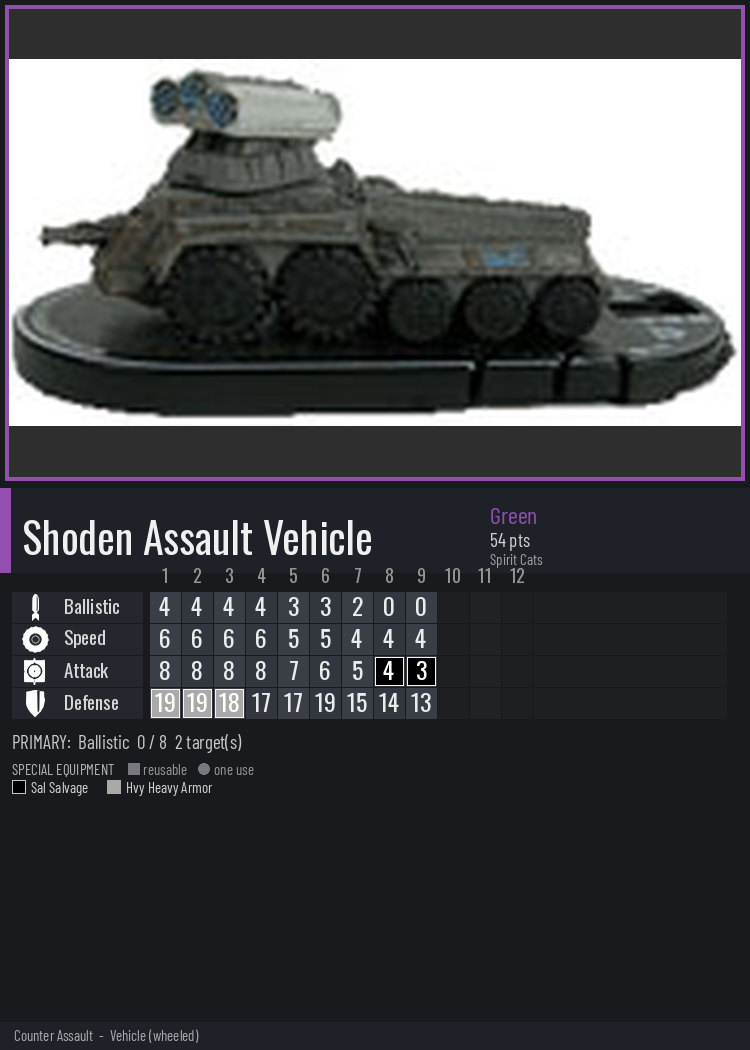 Shoden Assault Vehicle
Green
54 pts
Spirit Cats
1 2 3 4 5 6 7 8 9 10 11 12
Ballistic 4 4 4 4 3 3 2 0 0
Speed 6 6 6 6 5 5 4 4 4
Attack 8 8 8 8 7 6 5 4 3
Defense 19 19 18 17 17 19 15 14 13
PRIMARY: Ballistic 0 / 8 2 target(s)
SPECIAL EQUIPMENT reusable one use
Sal Salvage Hvy Heavy Armor
Counter Assault - Vehicle (wheeled)